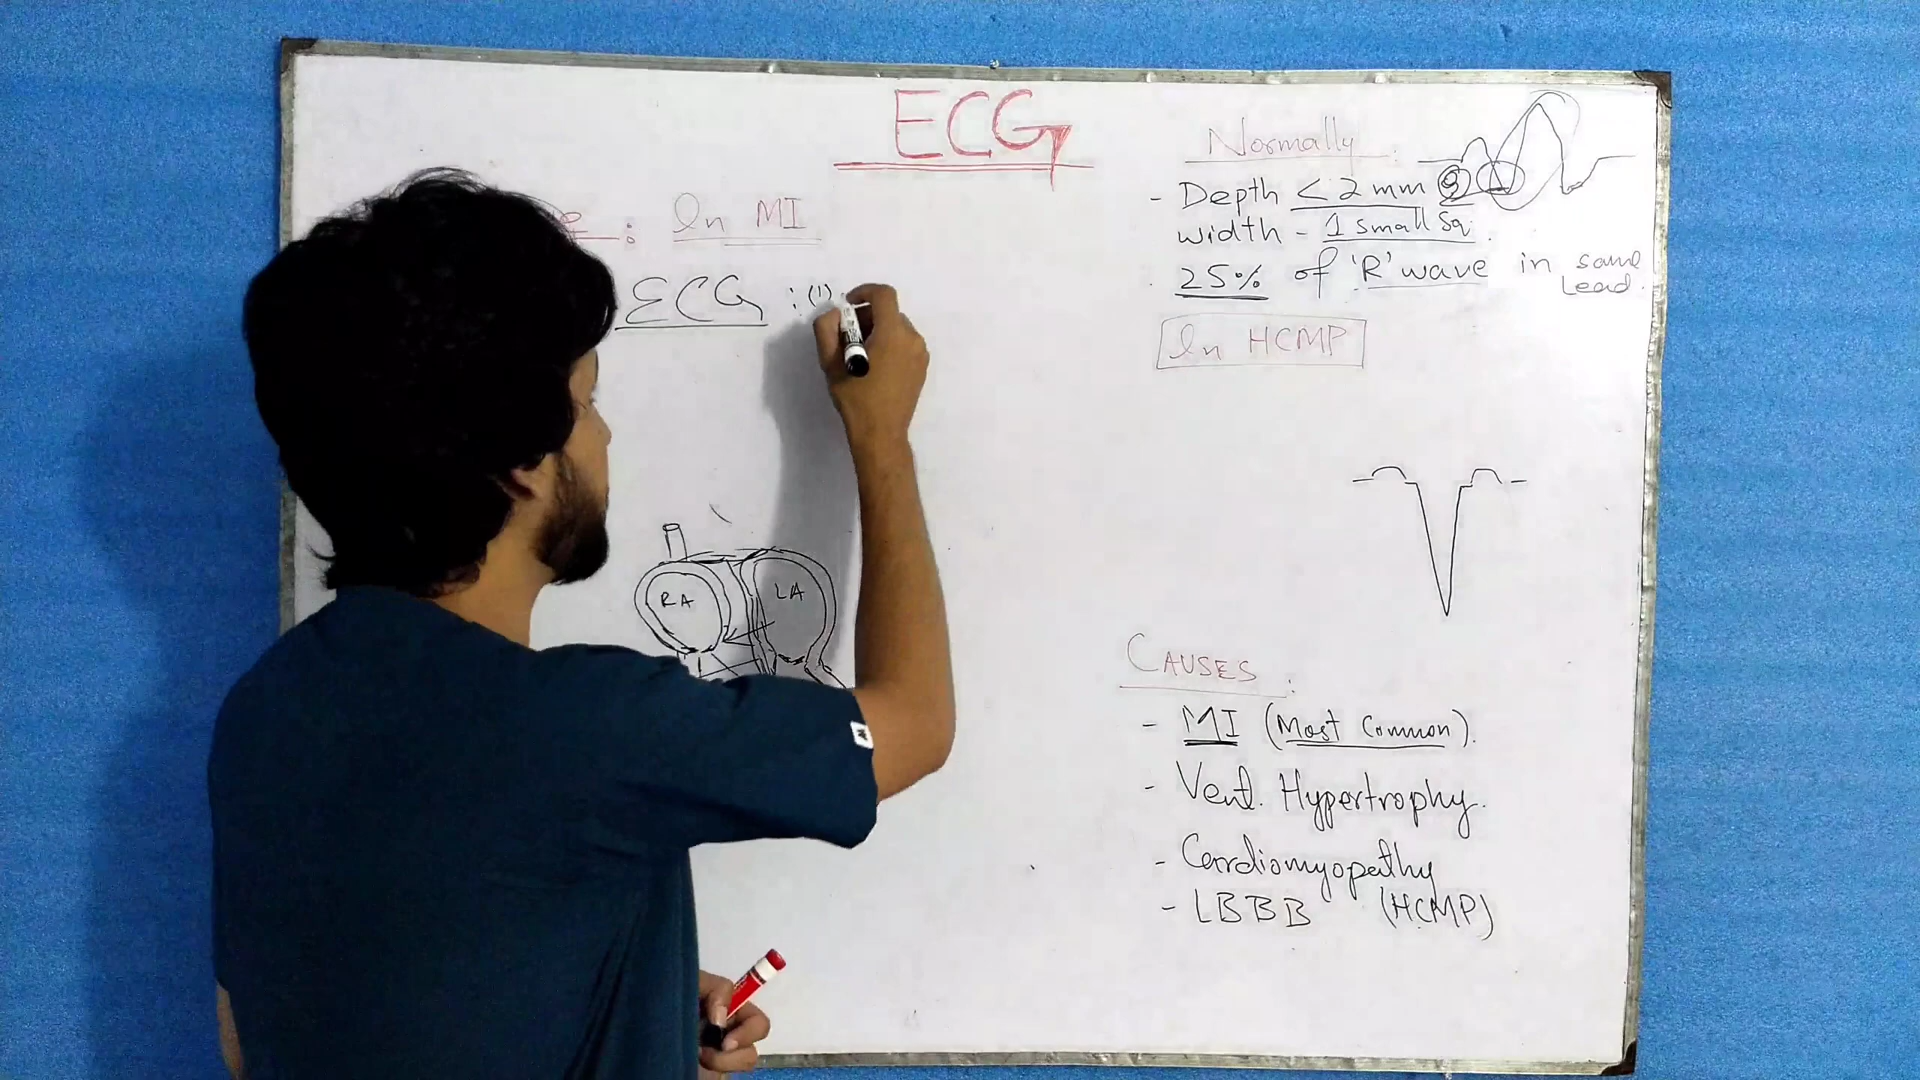 ECG
In MI
ECG : (1)
RA
LA
Normally :
- Depth < 2 mm
width - 1 small Sq.
25% of 'R' wave in same Lead.
In HCMP
CAUSES :
- MI (Most Common).
- Vent. Hypertrophy.
- Cardiomyopathy
- LBBB (HCMP)